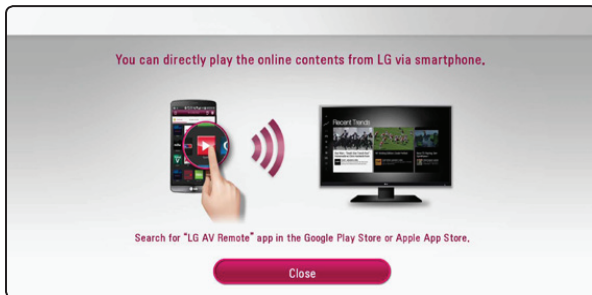 You can directly play the online contents from LG via smartphone.
Recent Trends
Search for "LG AV Remote" app in the Google Play Store or Apple App Store.
Close